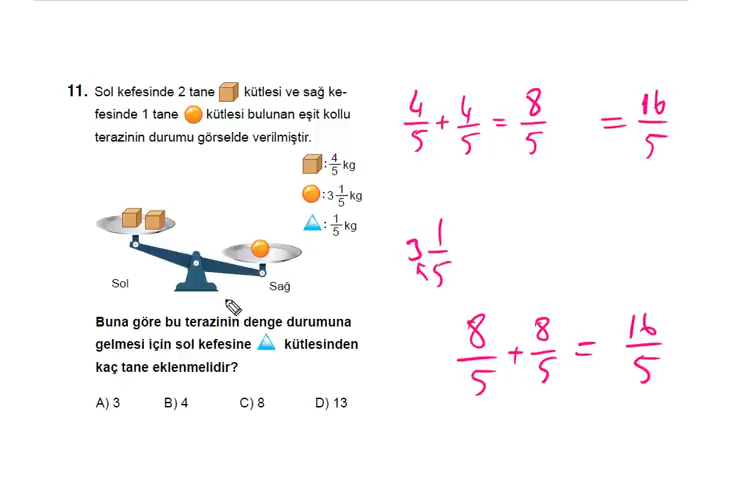 11. Sol kefesinde 2 tane kütlesi ve sağ ke-
fesinde 1 tane kütlesi bulunan eşit kollu
terazinin durumu görselde verilmiştir.
: 4/5 kg
: 3 1/5 kg
: 1/5 kg
Sol
Sağ
Buna göre bu terazinin denge durumuna
gelmesi için sol kefesine kütlesinden
kaç tane eklenmelidir?
A) 3 B) 4 C) 8 D) 13
4/5 + 4/5 = 8/5 = 16/5
3 1/5
8/5 + 8/5 = 16/5